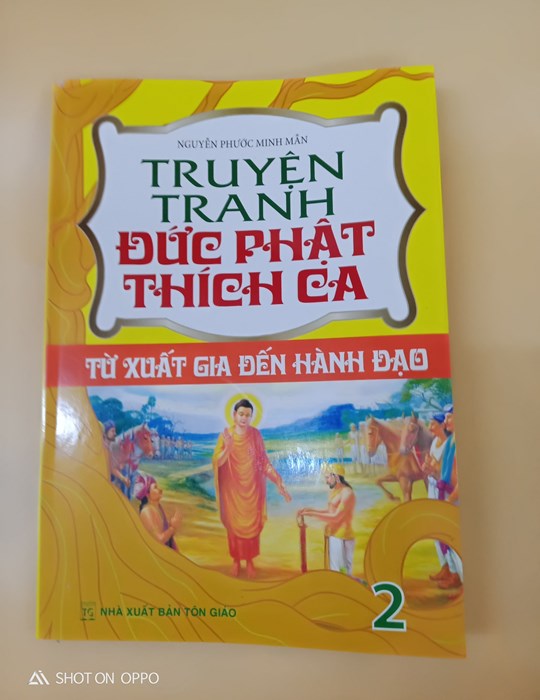 NGUYỄN PHƯỚC MINH MẪN
TRUYỆN
TRANH
ĐỨC PHẬT
THÍCH CA
TỪ XUẤT GIA ĐẾN HÀNH ĐẠO
TG
NHÀ XUẤT BẢN TÔN GIÁO
2
SHOT ON OPPO